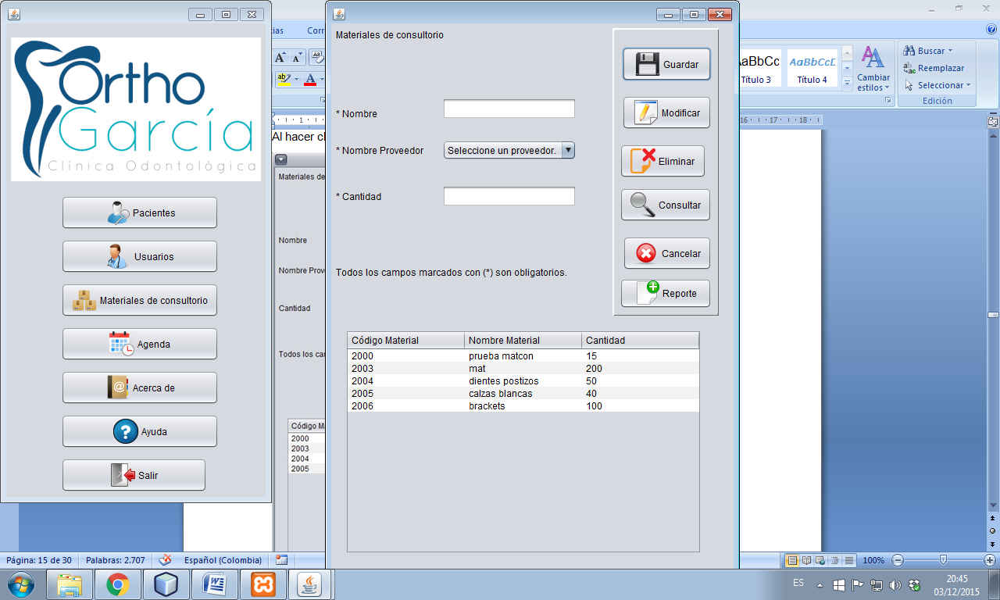 Ortho
García
Clínica Odontológica
Pacientes
Usuarios
Materiales de consultorio
Agenda
Acerca de
Ayuda
Salir
Materiales de consultorio
* Nombre
* Nombre Proveedor
Seleccione un proveedor.
* Cantidad
Todos los campos marcados con (*) son obligatorios.
Guardar
Modificar
Eliminar
Consultar
Cancelar
Reporte
Código Material Nombre Material Cantidad
2000 prueba matcon 15
2003 mat 200
2004 dientes postizos 50
2005 calzas blancas 40
2006 brackets 100
Al hacer cl
Materiales de
Nombre
Nombre Prov
Cantidad
Todos los ca
Código M
2000
2003
2004
2005
cias Corr
AaBbCc AaBbCcD
Título 3 Título 4
Cambiar
estilos
Buscar
Reemplazar
Seleccionar
Edición
1
16 17 18
Página: 15 de 30 Palabras: 2.707 Español (Colombia) 100%
ES
20:45
03/12/2015